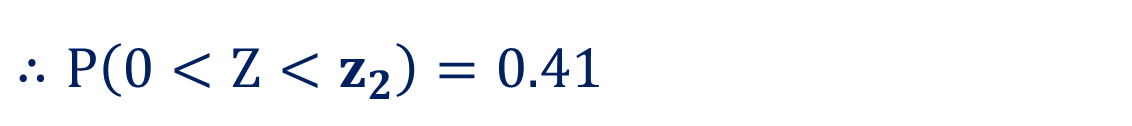 ∴ P(0 < Z < z₂) = 0.41